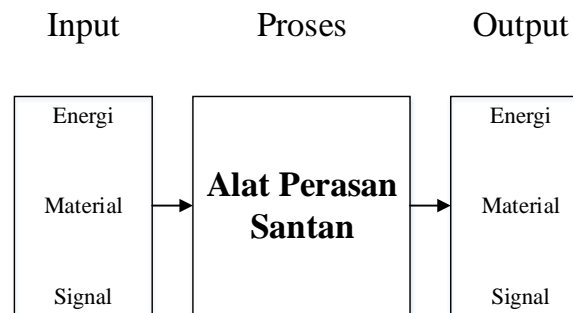 Input
Proses
Output
Energi
Material
Signal
Alat Perasan
Santan
Energi
Material
Signal